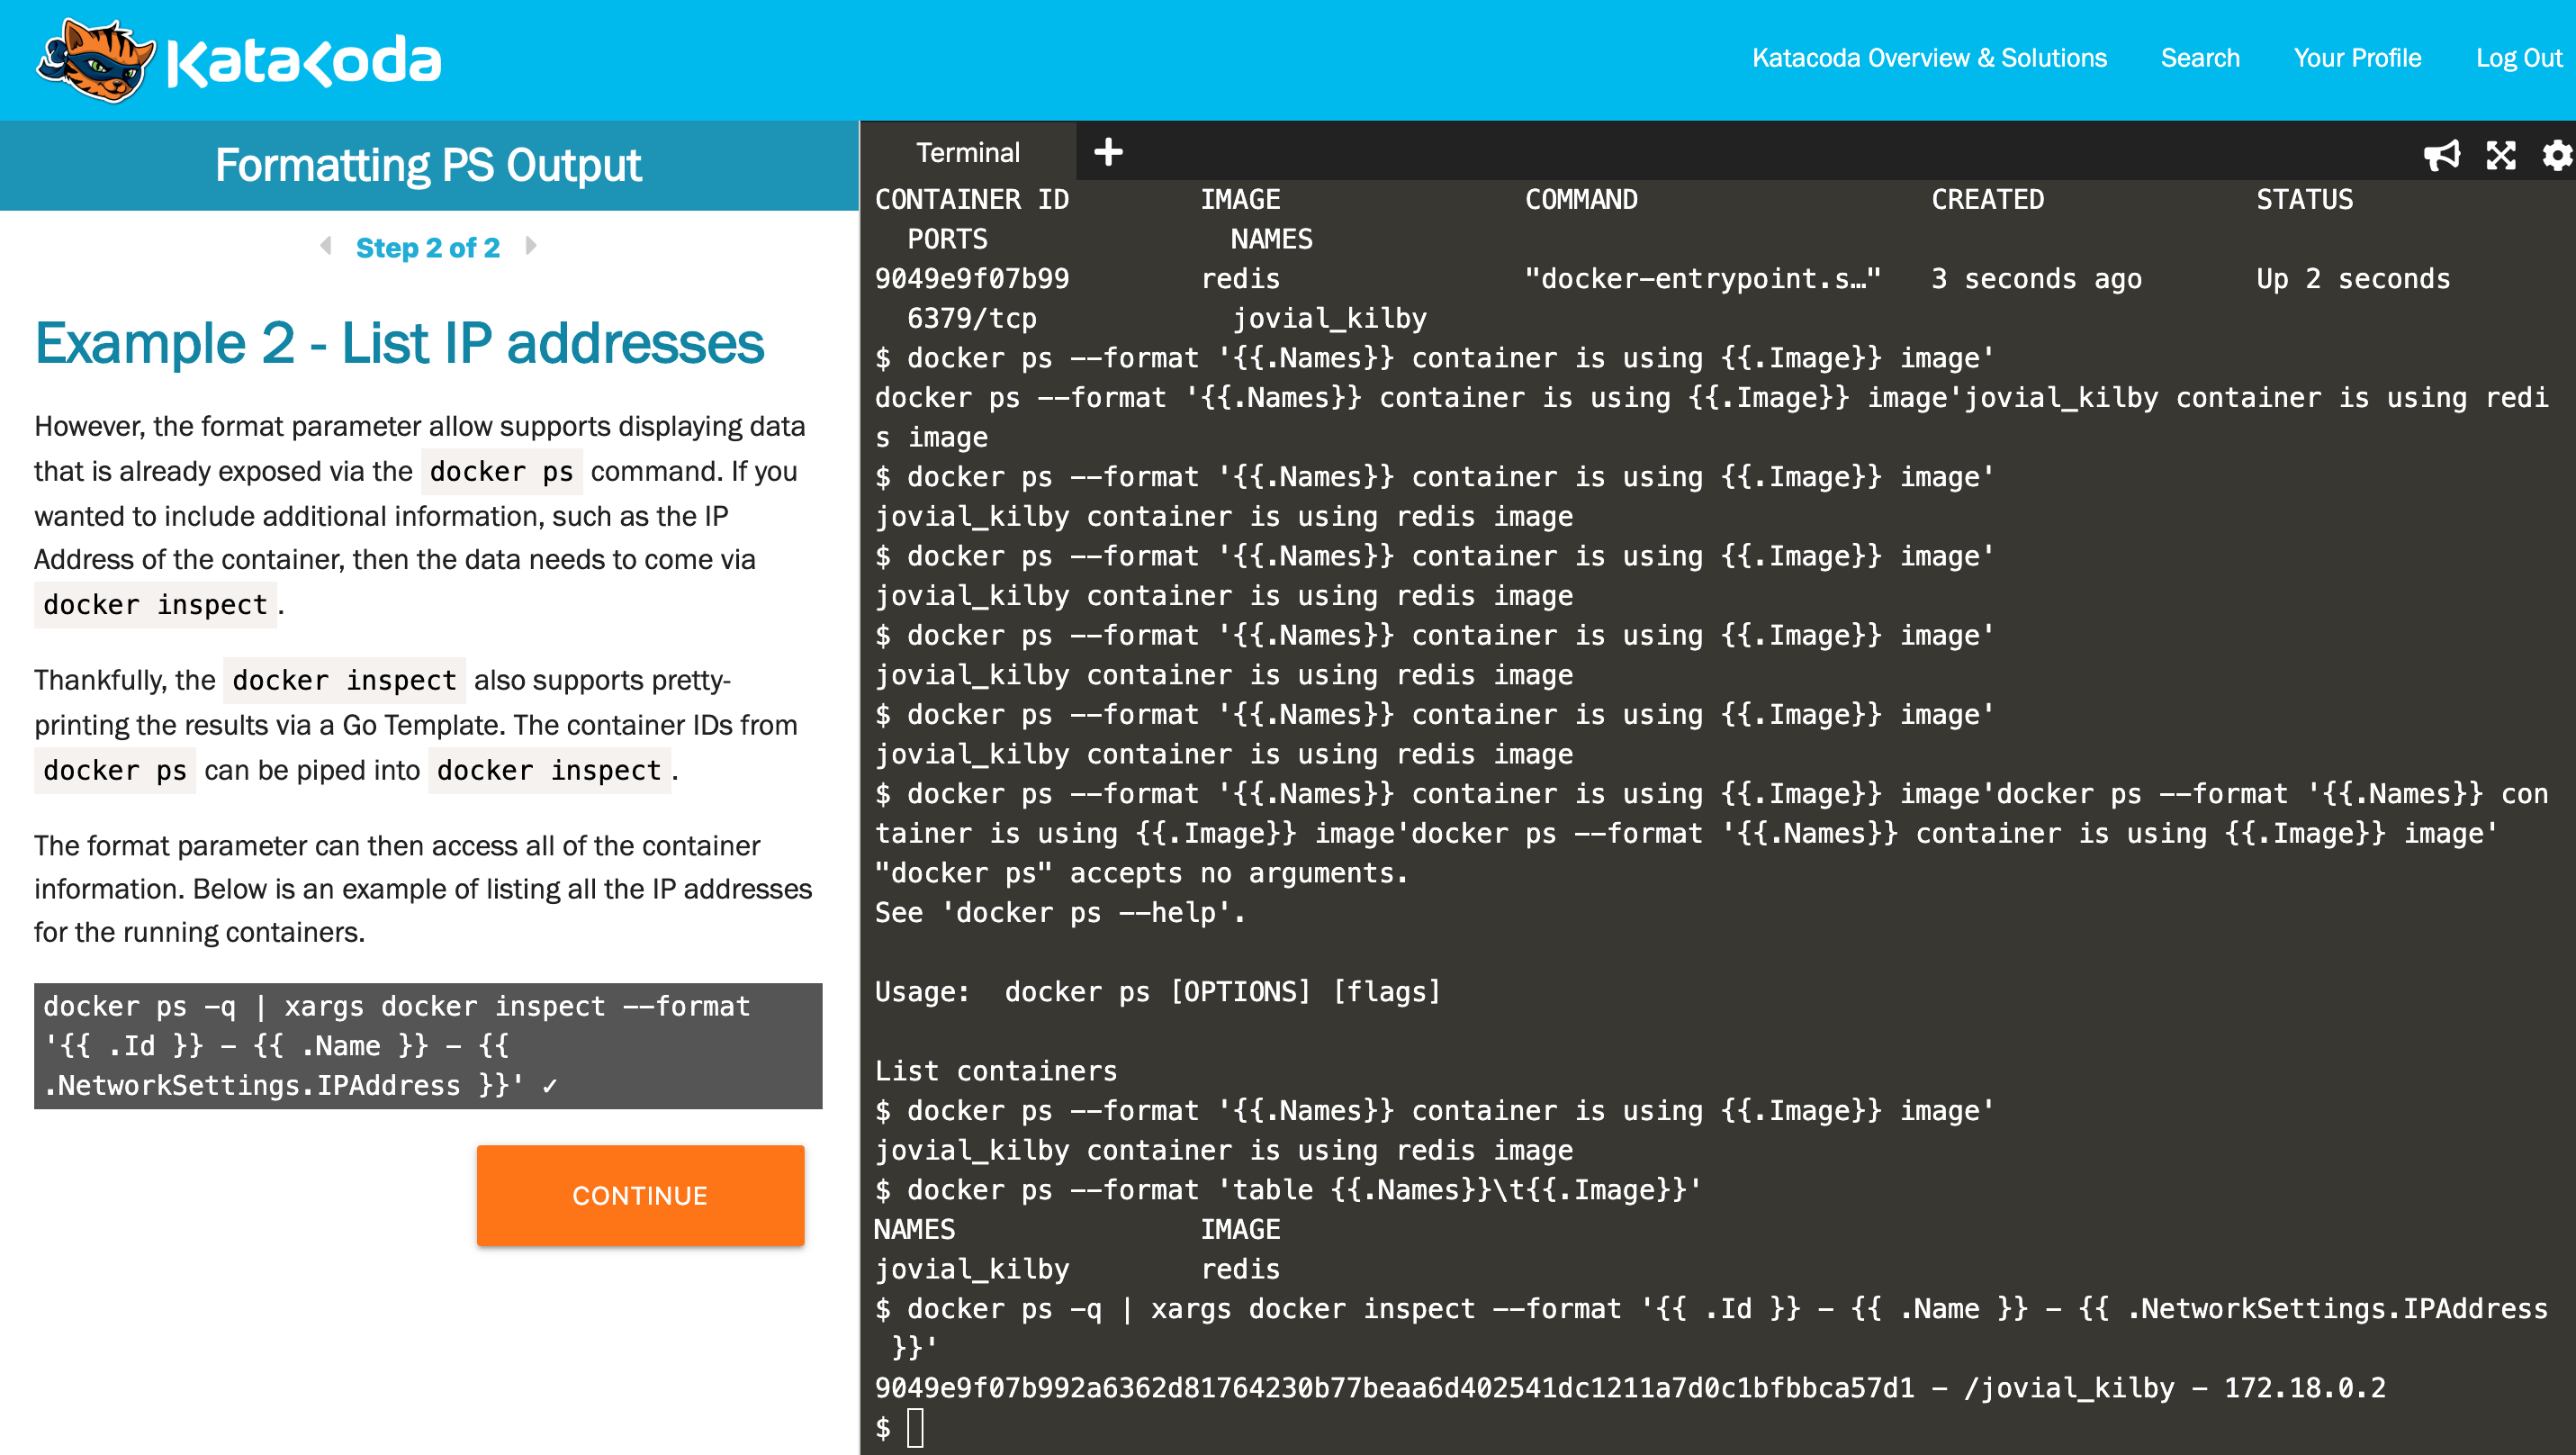 Katacoda
Katacoda Overview & Solutions
Search
Your Profile
Log Out
Formatting PS Output
Step 2 of 2
Example 2 - List IP addresses
However, the format parameter allow supports displaying data
that is already exposed via the docker ps command. If you
wanted to include additional information, such as the IP
Address of the container, then the data needs to come via
docker inspect.
Thankfully, the docker inspect also supports pretty-
printing the results via a Go Template. The container IDs from
docker ps can be piped into docker inspect.
The format parameter can then access all of the container
information. Below is an example of listing all the IP addresses
for the running containers.
docker ps -q | xargs docker inspect --format
'{{ .Id }} - {{ .Name }} - {{
.NetworkSettings.IPAddress }}' ✓
CONTINUE
Terminal
CONTAINER ID        IMAGE               COMMAND                  CREATED             STATUS
  PORTS               NAMES
9049e9f07b99        redis               "docker-entrypoint.s…"   3 seconds ago       Up 2 seconds
  6379/tcp            jovial_kilby
$ docker ps --format '{{.Names}} container is using {{.Image}} image'
docker ps --format '{{.Names}} container is using {{.Image}} image'jovial_kilby container is using redi
s image
$ docker ps --format '{{.Names}} container is using {{.Image}} image'
jovial_kilby container is using redis image
$ docker ps --format '{{.Names}} container is using {{.Image}} image'
jovial_kilby container is using redis image
$ docker ps --format '{{.Names}} container is using {{.Image}} image'
jovial_kilby container is using redis image
$ docker ps --format '{{.Names}} container is using {{.Image}} image'
jovial_kilby container is using redis image
$ docker ps --format '{{.Names}} container is using {{.Image}} image'docker ps --format '{{.Names}} con
tainer is using {{.Image}} image'docker ps --format '{{.Names}} container is using {{.Image}} image'
"docker ps" accepts no arguments.
See 'docker ps --help'.
Usage:  docker ps [OPTIONS] [flags]
List containers
$ docker ps --format '{{.Names}} container is using {{.Image}} image'
jovial_kilby container is using redis image
$ docker ps --format 'table {{.Names}}\t{{.Image}}'
NAMES               IMAGE
jovial_kilby        redis
$ docker ps -q | xargs docker inspect --format '{{ .Id }} - {{ .Name }} - {{ .NetworkSettings.IPAddress
 }}'
9049e9f07b992a6362d81764230b77beaa6d402541dc1211a7d0c1bfbbca57d1 - /jovial_kilby - 172.18.0.2
$